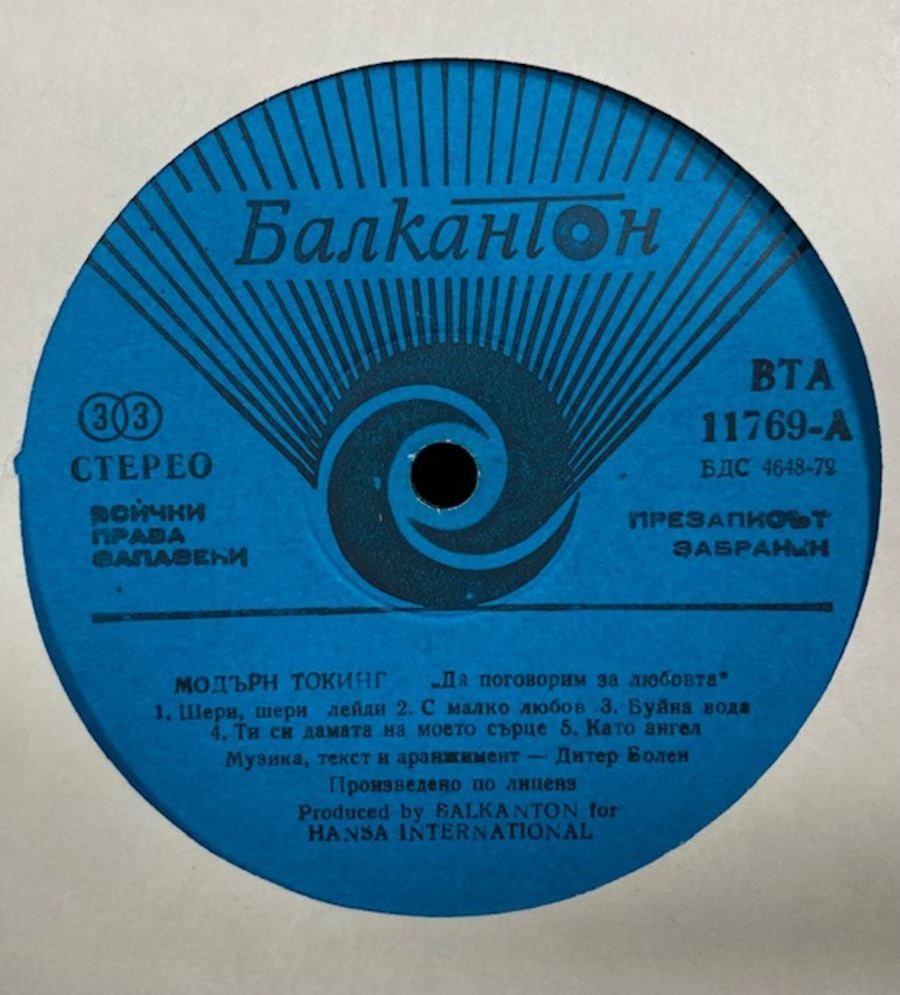 Балкантон
33
СТЕРЕО
ВСИЧКИ
ПРАВА
ЗАПАЗЕНИ
ВТА
11769-А
БДС 4648-72
ПРЕЗАПИСЪТ
ЗАБРАНЕН
МОДЪРН ТОКИНГ „Да поговорим за любовта"
1. Шери, шери лейди 2. С малко любов 3. Буйна вода
4. Ти си дамата на моето сърце 5. Като ангел
Музика, текст и аранжимент — Дитер Болен
Произведено по лиценз
Produced by BALKANTON for
HANSA INTERNATIONAL